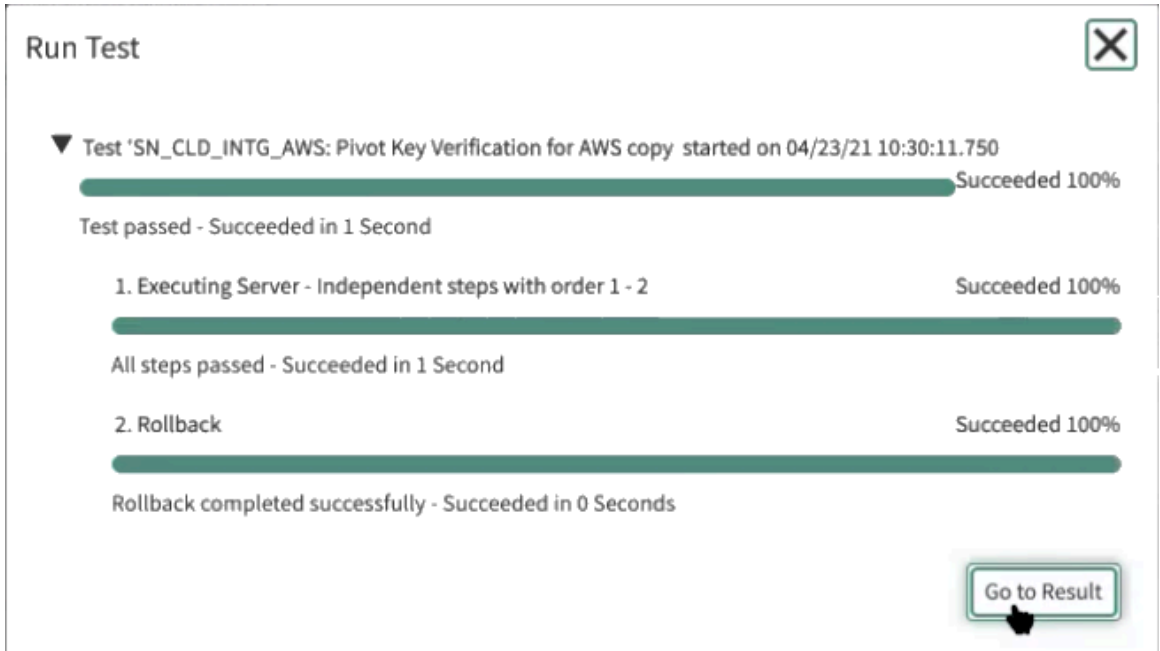 Run Test
Test 'SN_CLD_INTG_AWS: Pivot Key Verification for AWS copy started on 04/23/21 10:30:11.750
Succeeded 100%
Test passed - Succeeded in 1 Second
1. Executing Server - Independent steps with order 1 - 2 Succeeded 100%
All steps passed - Succeeded in 1 Second
2. Rollback Succeeded 100%
Rollback completed successfully - Succeeded in 0 Seconds
Go to Result